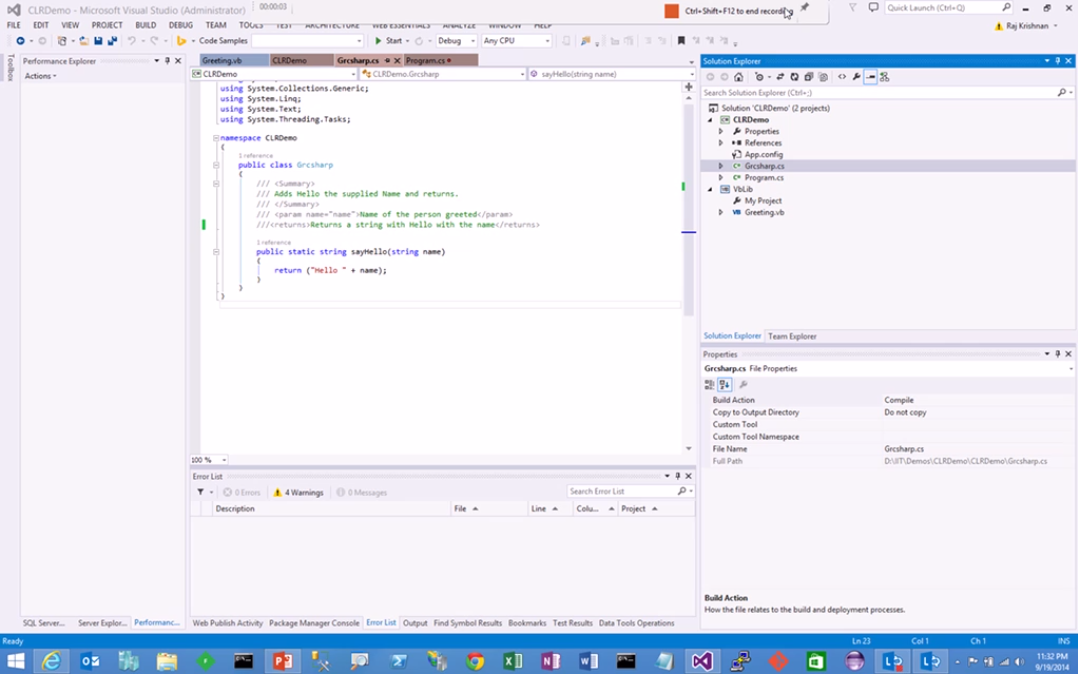 CLRDemo - Microsoft Visual Studio (Administrator)
00:00:03
Ctrl+Shift+F12 to end recording
Quick Launch (Ctrl+Q)
FILE EDIT VIEW PROJECT BUILD DEBUG TEAM TOOLS TEST ARCHITECTURE WEB ESSENTIALS ANALYZE WINDOW HELP
Raj Krishnan
Code Samples
Start
Debug
Any CPU
Toolbox
Performance Explorer
Actions
Greeting.vb CLRDemo Grcsharp.cs Program.cs
CLRDemo CLRDemo.Grcsharp sayHello(string name)
using System.Collections.Generic;
using System.Linq;
using System.Text;
using System.Threading.Tasks;
namespace CLRDemo
{
1 reference
public class Grcsharp
{
/// <Summary>
/// Adds Hello the supplied Name and returns.
/// </Summary>
/// <param name="name">Name of the person greeted</param>
///<returns>Returns a string with Hello with the name</returns>
1 reference
public static string sayHello(string name)
{
return ("Hello " + name);
}
}
}
100 %
Error List
0 Errors 4 Warnings 0 Messages
Search Error List
Description File Line Colu... Project
SQL Server... Server Explor... Performanc...
Web Publish Activity Package Manager Console Error List Output Find Symbol Results Bookmarks Test Results Data Tools Operations
Solution Explorer
Search Solution Explorer (Ctrl+;)
Solution 'CLRDemo' (2 projects)
CLRDemo
Properties
References
App.config
Grcsharp.cs
Program.cs
VbLib
My Project
Greeting.vb
Solution Explorer Team Explorer
Properties
Grcsharp.cs File Properties
Build Action Compile
Copy to Output Directory Do not copy
Custom Tool
Custom Tool Namespace
File Name Grcsharp.cs
Full Path D:\IIT\Demos\CLRDemo\CLRDemo\Grcsharp.cs
Build Action
How the file relates to the build and deployment processes.
Ready
Ln 23 Col 1 Ch 1 INS
11:32 PM
9/19/2014